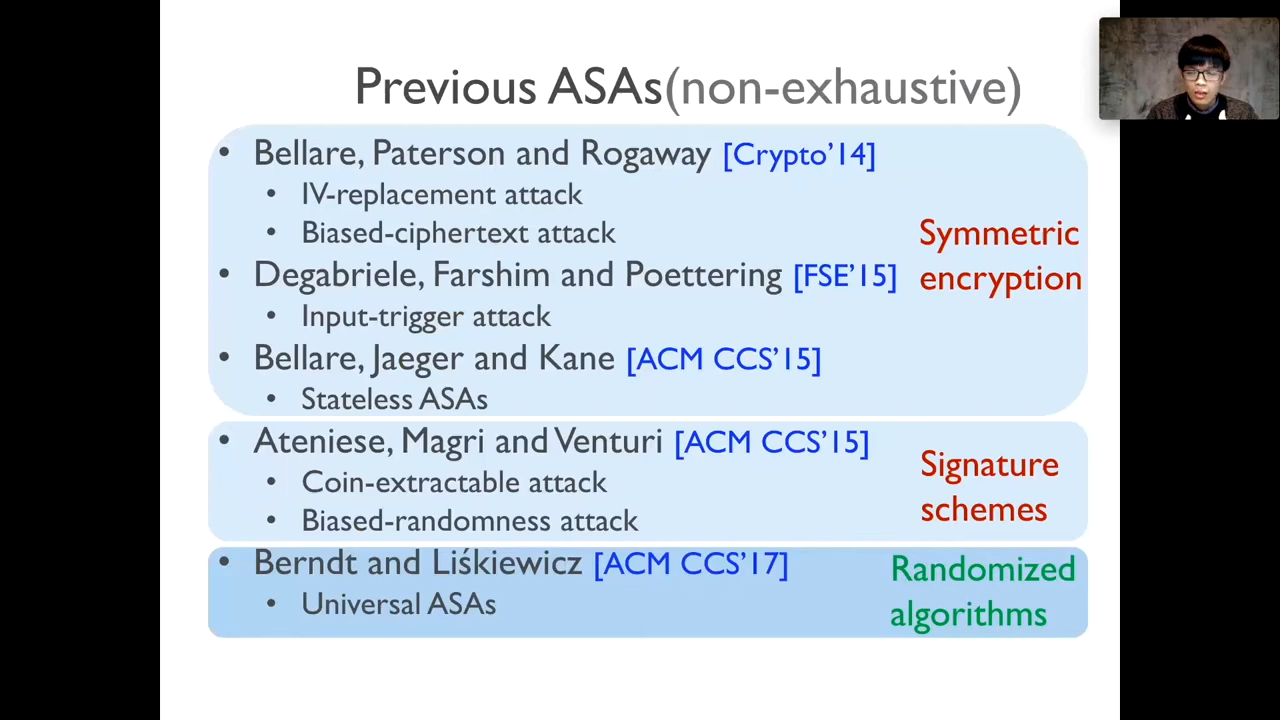 Previous ASAs(non-exhaustive)
• Bellare, Paterson and Rogaway [Crypto'14]
• IV-replacement attack
• Biased-ciphertext attack
• Degabriele, Farshim and Poettering [FSE'15]
• Input-trigger attack
• Bellare, Jaeger and Kane [ACM CCS'15]
• Stateless ASAs
Symmetric
encryption
• Ateniese, Magri and Venturi [ACM CCS'15]
• Coin-extractable attack
• Biased-randomness attack
Signature
schemes
• Berndt and Liśkiewicz [ACM CCS'17]
• Universal ASAs
Randomized
algorithms